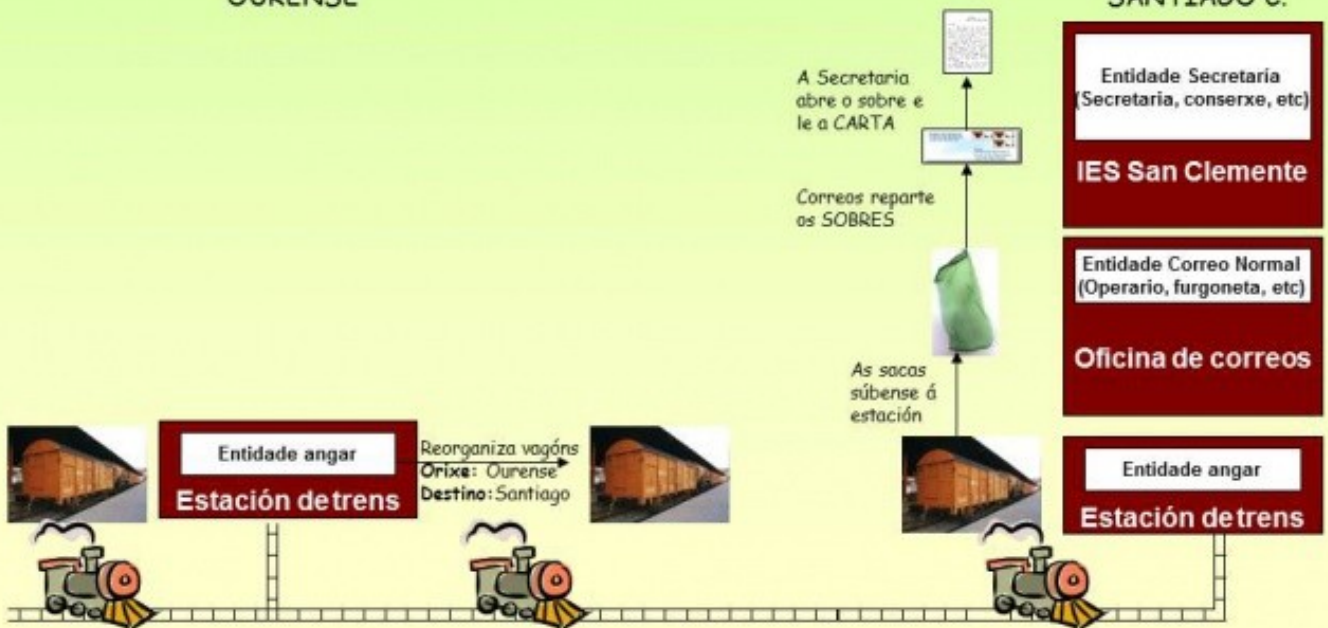 OURENSE
SANTIAGO C.
A Secretaria
abre o sobre e
le a CARTA
Entidade Secretaría
(Secretaria, conserxe, etc)
IES San Clemente
Correos reparte
os SOBRES
Entidade Correo Normal
(Operario, furgoneta, etc)
Oficina de correos
As sacas
súbense á
estación
Entidade angar
Estación de trens
Reorganiza vagóns
Orixe: Ourense
Destino: Santiago
Entidade angar
Estación de trens